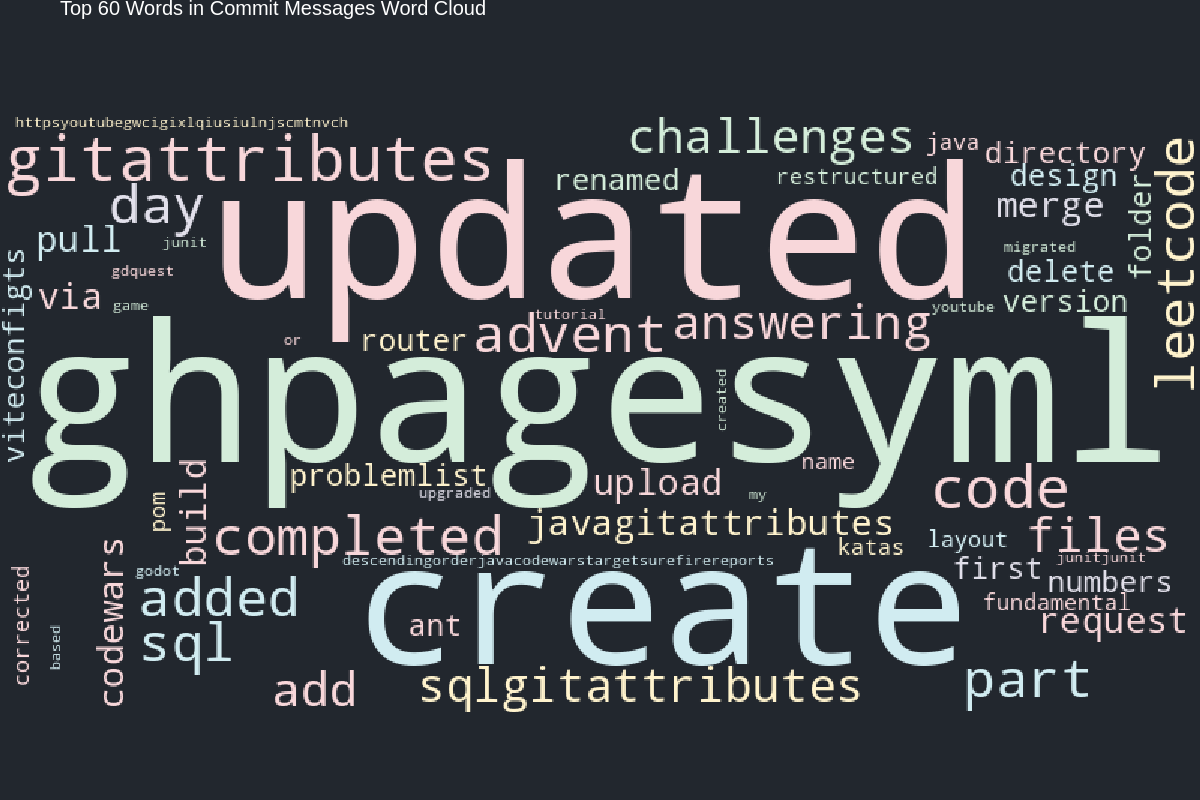 Top 60 Words in Commit Messages Word Cloud
httpsyoutubegwcigixlqiusiulnjscmtnvch
gitattributes
challenges
java
directory
leetcode
renamed
restructured
design
day
updated
merge
folder
pull
junit
migrated
viteconfigts
gdquest
delete
via
game
youtube
version
tutorial
or
router
advent
answering
ghpagesyml
created
problemlist
name
upgraded
upload
my
code
pom
build
completed
javagitattributes
katas
layout
files
descendingorderjavacodewarstargetsurefirereports
junitjunit
godot
first
numbers
corrected
codewars
added
create
fundamental
based
sql
ant
request
add
sqlgitattributes
part